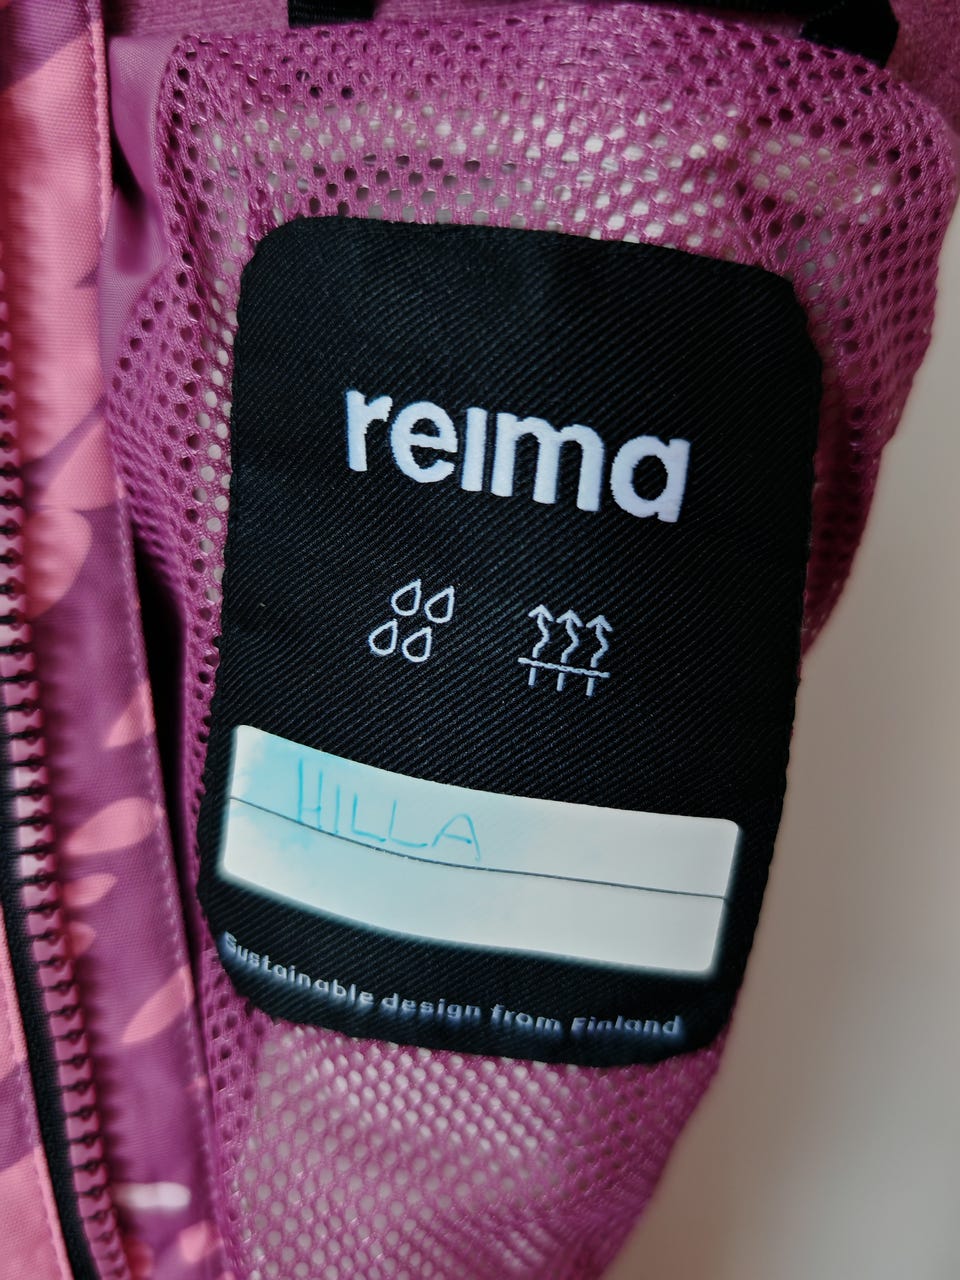 reima
HILLA
Sustainable design from Finland